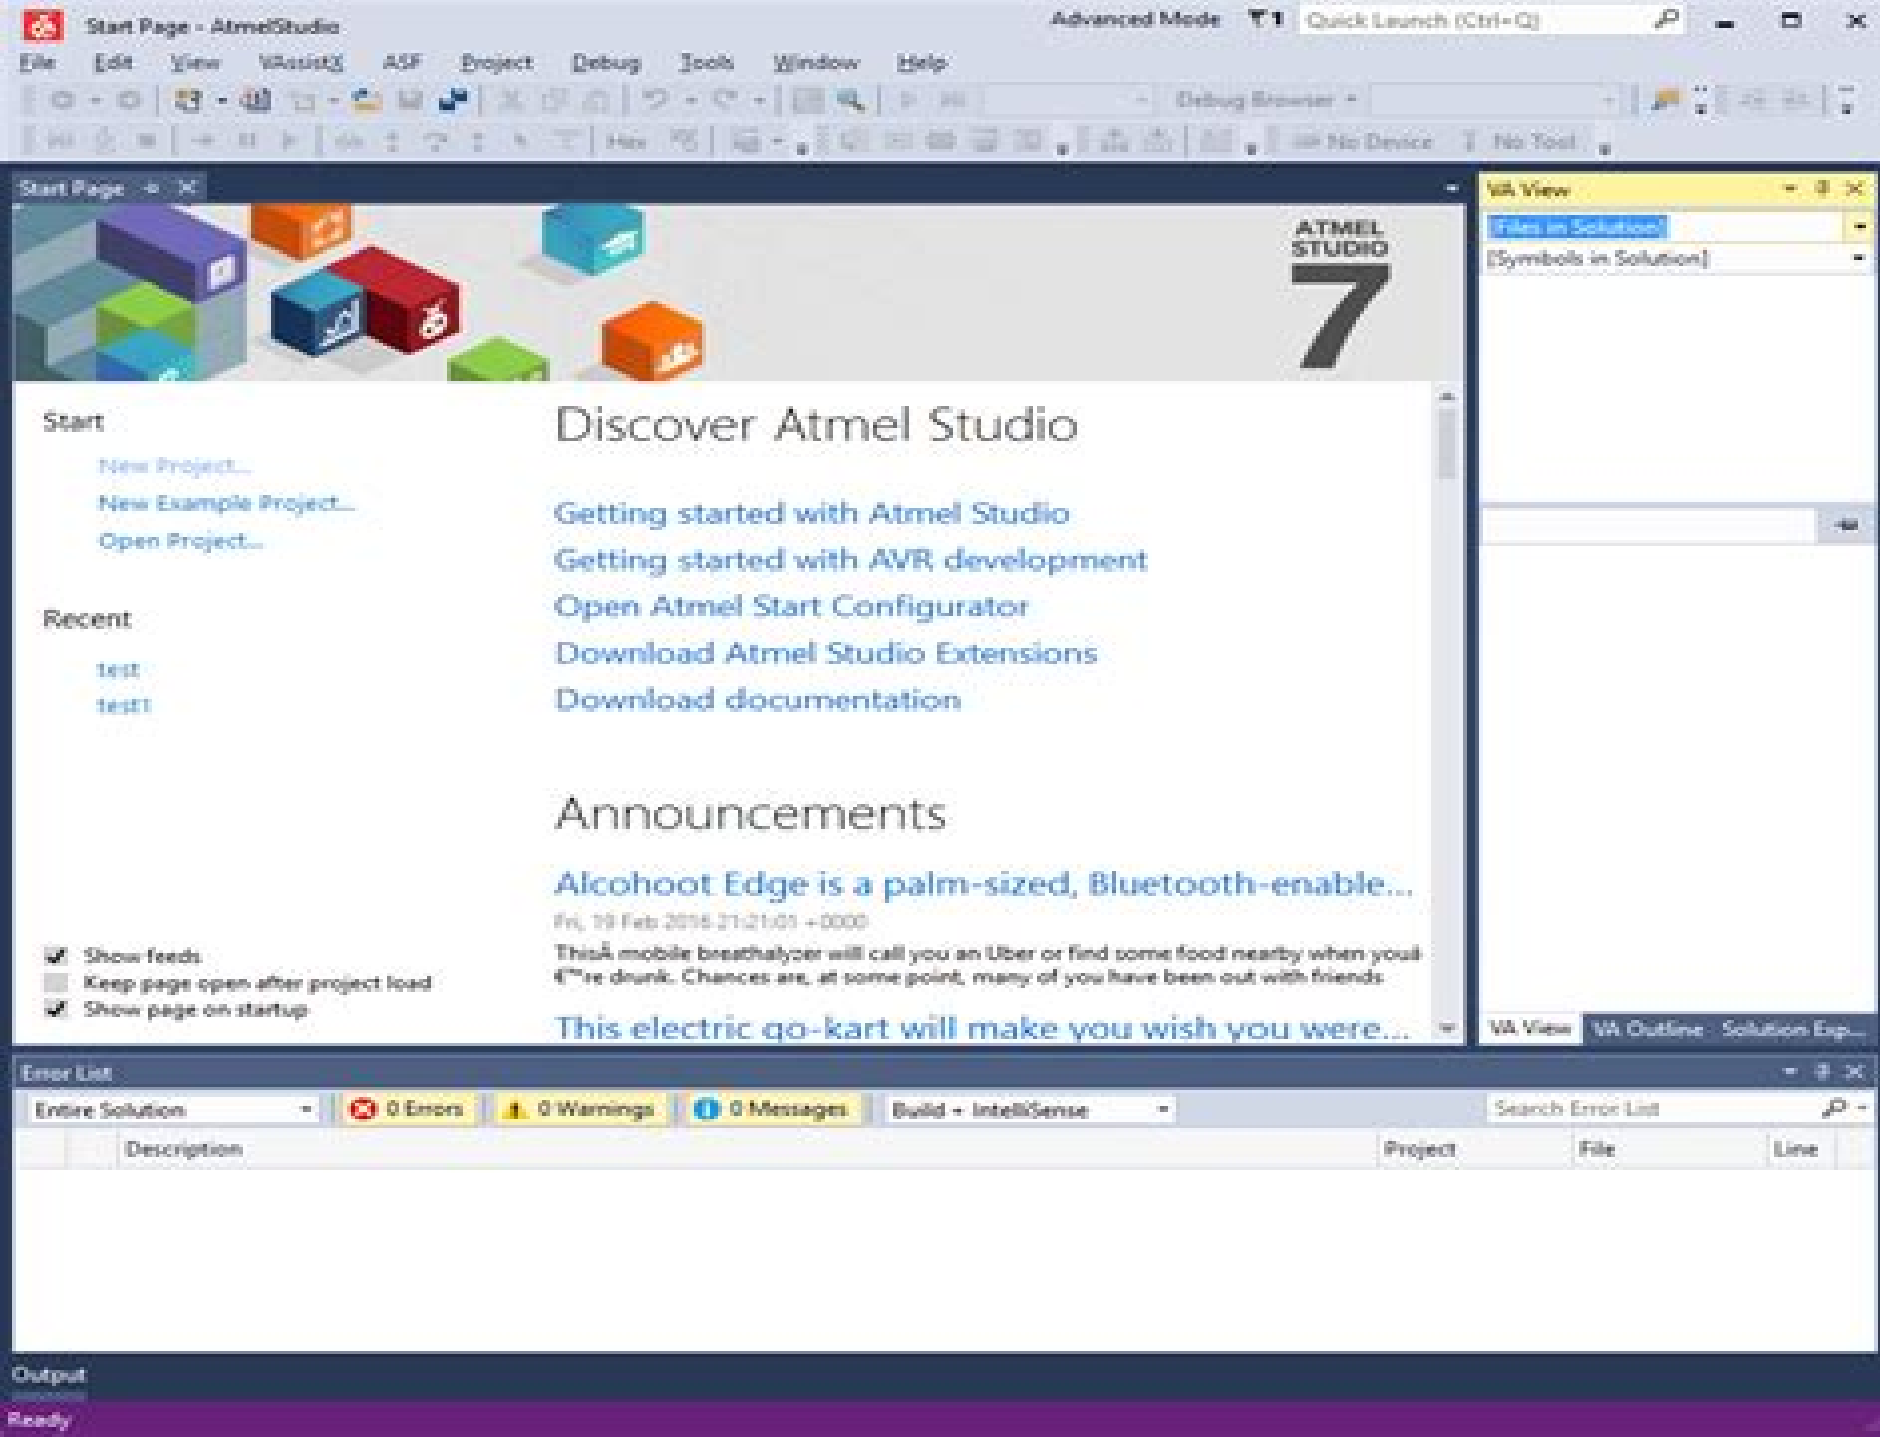 Start Page - AtmelStudio
Advanced Mode
1
Quick Launch (Ctrl+Q)
File Edit View VAssistX ASF Project Debug Tools Window Help
Debug Browser
Hex
No Device
No Tool
Start Page
ATMEL
STUDIO
7
Start
New Project...
New Example Project...
Open Project...
Recent
test
test1
Show feeds
Keep page open after project load
Show page on startup
Discover Atmel Studio
Getting started with Atmel Studio
Getting started with AVR development
Open Atmel Start Configurator
Download Atmel Studio Extensions
Download documentation
Announcements
Alcohoot Edge is a palm-sized, Bluetooth-enable...
Fri, 19 Feb 2016 21:21:01 +0000
ThisÂ mobile breathalyzer will call you an Uber or find some food nearby when youâ
€™re drunk. Chances are, at some point, many of you have been out with friends
This electric go-kart will make you wish you were...
VA View
[Files in Solution]
[Symbols in Solution]
VA View VA Outline Solution Exp...
Error List
Entire Solution
0 Errors
0 Warnings
0 Messages
Build + IntelliSense
Search Error List
Description Project File Line
Output
Ready